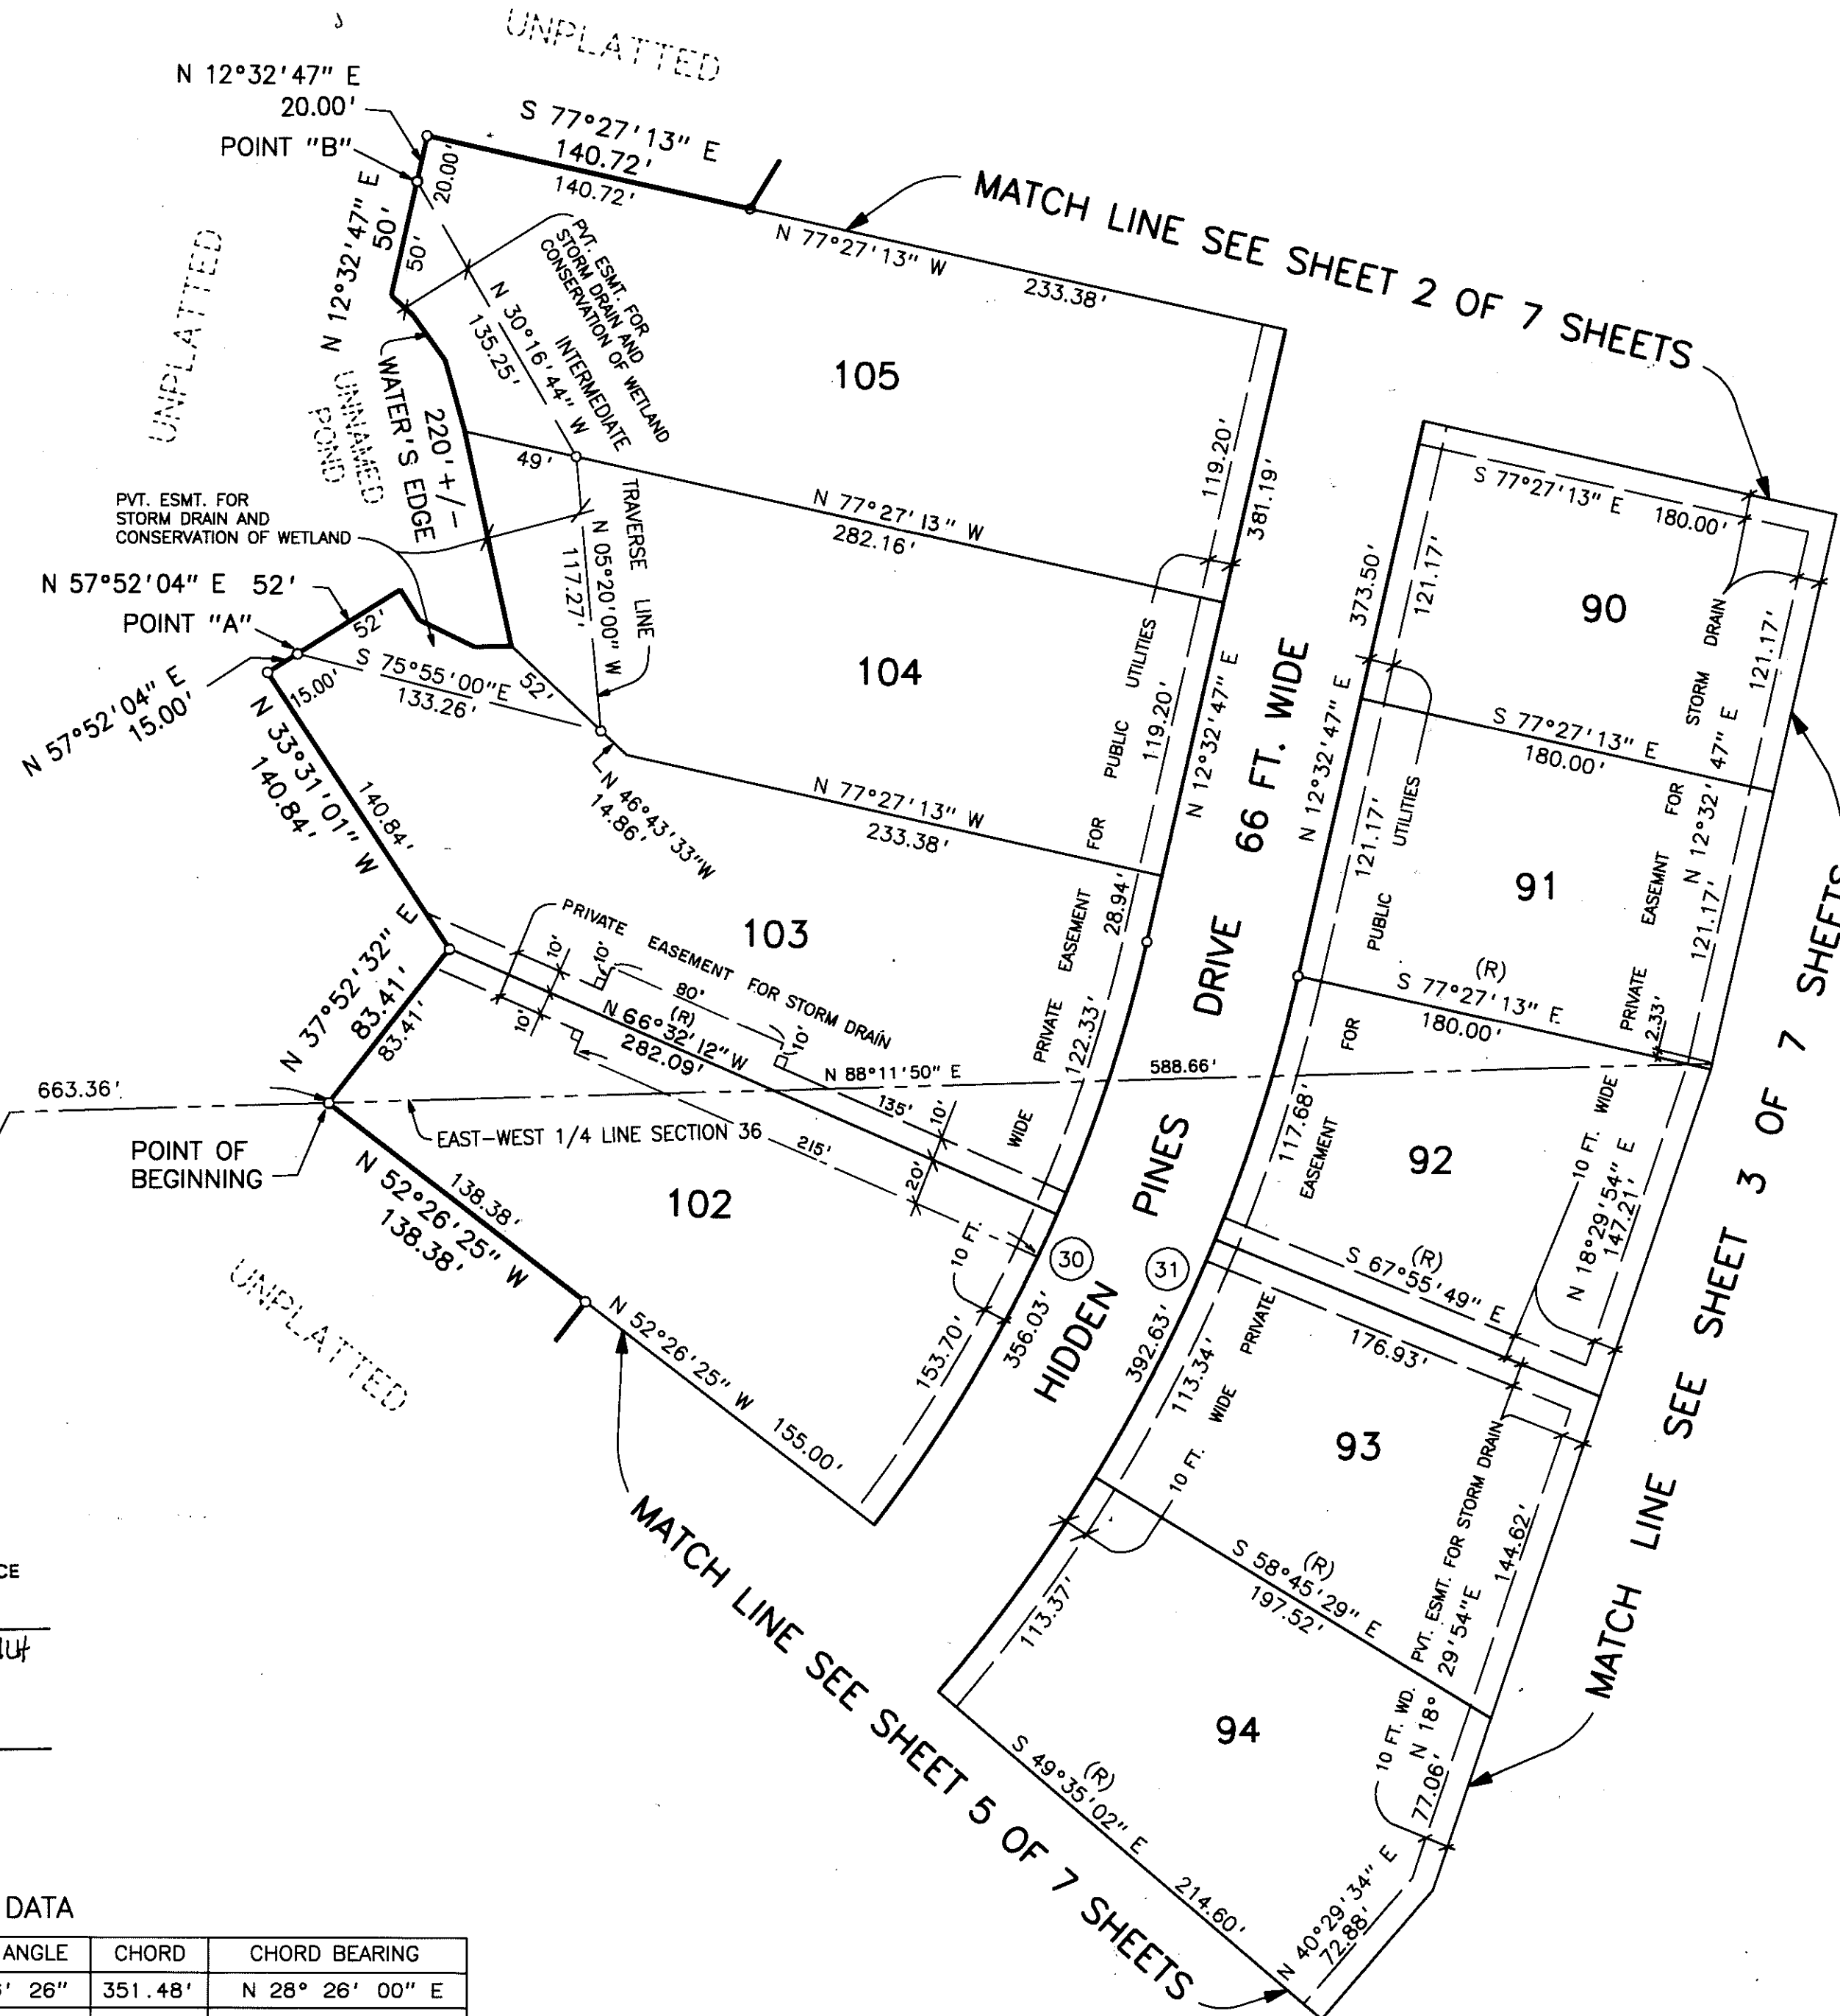 UNPLATTED
N 12°32'47" E
20.00'
POINT "B"
S 77°27'13" E
140.72'
140.72'
20.00'
N 12°32'47" E
50'
50'
MATCH LINE SEE SHEET 2 OF 7 SHEETS
N 77°27'13" W
233.38'
UNPLATTED
PVT. ESMT. FOR
STORM DRAIN AND
CONSERVATION OF WETLAND
N 30°16'44" W
135.25'
INTERMEDIATE
TRAVERSE LINE
UNNAMED
POND
WATER'S EDGE
220'+/-
105
119.20'
381.19'
49'
N 77°27'13" W
282.16'
PVT. ESMT. FOR
STORM DRAIN AND
CONSERVATION OF WETLAND
N 05°20'00" W
117.27'
N 57°52'04" E 52'
POINT "A"
52'
N 57°52'04" E
15.00'
15.00'
S 75°55'00"E
133.26'
52'
104
119.20'
N 12°32'47" E
N 46°43'33"W
14.86'
N 77°27'13" W
233.38'
N 33°31'01" W
140.84'
140.84'
103
28.94'
122.33'
PRIVATE EASEMENT FOR PUBLIC UTILITIES
WIDE
10 FT.
PRIVATE EASEMENT FOR STORM DRAIN
10'
10'
10'
80'
10'
(R)
N 66°32'12"W
282.09'
135'
10'
20'
215'
N 37°52'32" E
83.41'
83.41'
663.36'
N 88°11'50" E
588.66'
EAST-WEST 1/4 LINE SECTION 36
POINT OF
BEGINNING
N 52°26'25" W
138.38'
138.38'
102
UNPLATTED
N 52°26'25" W
155.00'
153.70'
356.03'
30
31
HIDDEN PINES DRIVE 66 FT. WIDE
MATCH LINE SEE SHEET 5 OF 7 SHEETS
S 77°27'13" E
180.00'
373.50'
121.17'
90
STORM DRAIN
121.17'
N 12°32'47" E
S 77°27'13" E
180.00'
121.17'
91
PRIVATE EASEMNT FOR
N 12°32'47" E
121.17'
(R)
S 77°27'13" E
180.00'
2.33'
117.68'
92
10 FT. WIDE
N 18°29'54" E
147.21'
(R)
S 67°55'49" E
176.93'
10 FT. WIDE PRIVATE EASEMENT FOR PUBLIC UTILITIES
392.63'
113.34'
93
144.62'
(R)
S 58°45'29" E
197.52'
10 FT. WD. PVT. ESMT. FOR STORM DRAIN
N 18°29'54"E
113.37'
94
77.06'
(R)
S 49°35'02" E
214.60'
N 40°29'34" E
72.88'
MATCH LINE SEE SHEET 3 OF 7 SHEETS
DATA
ANGLE CHORD CHORD BEARING
26" 351.48' N 28° 26' 00" E